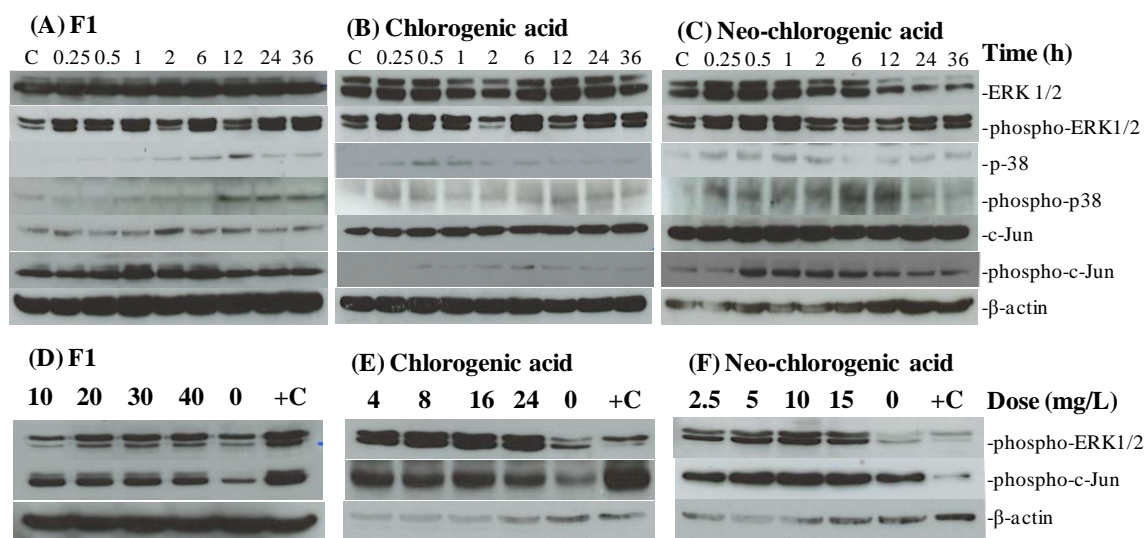 (A) F1
C 0.25 0.5 1 2 6 12 24 36
(B) Chlorogenic acid
C 0.25 0.5 1 2 6 12 24 36
(C) Neo-chlorogenic acid
C 0.25 0.5 1 2 6 12 24 36
Time (h)
-ERK 1/2
-phospho-ERK1/2
-p-38
-phospho-p38
-c-Jun
-phospho-c-Jun
-β-actin
(D) F1
10 20 30 40 0 +C
(E) Chlorogenic acid
4 8 16 24 0 +C
(F) Neo-chlorogenic acid
2.5 5 10 15 0 +C
Dose (mg/L)
-phospho-ERK1/2
-phospho-c-Jun
-β-actin